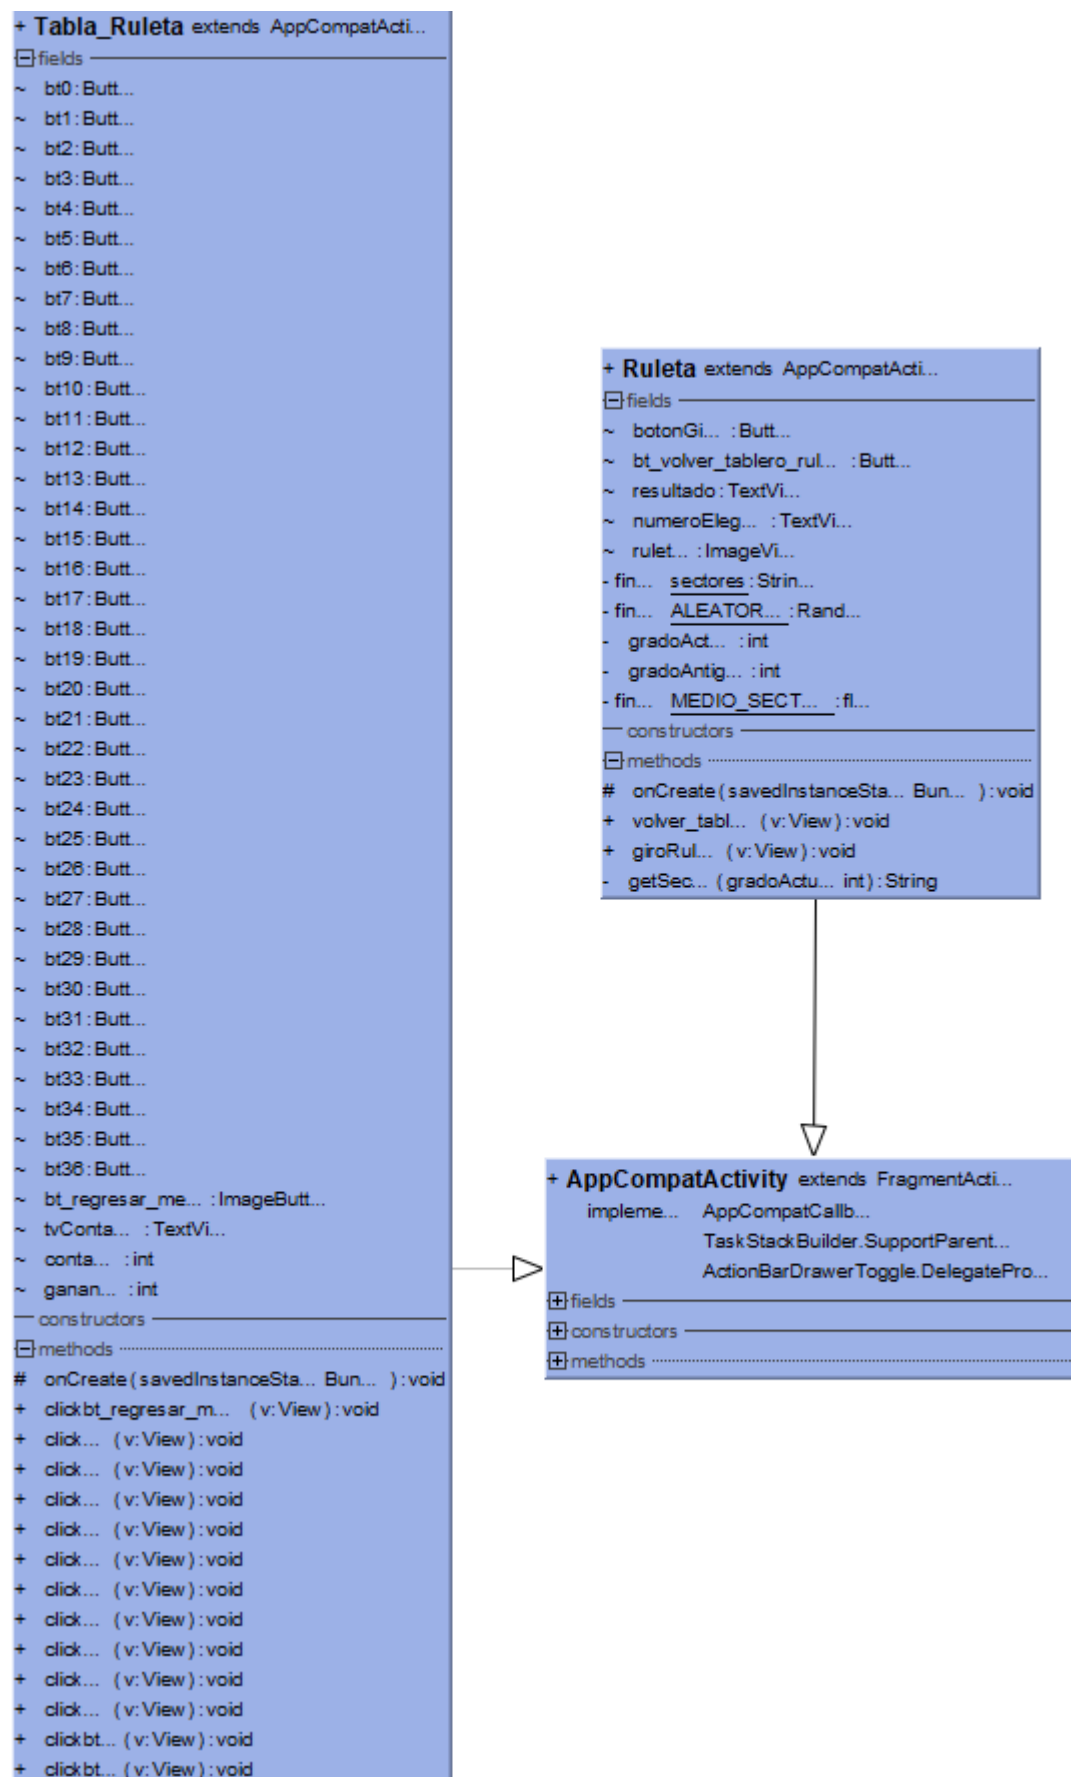 + Tabla_Ruleta extends AppCompatActi...
fields
~ bt0:Butt...
~ bt1:Butt...
~ bt2:Butt...
~ bt3:Butt...
~ bt4:Butt...
~ bt5:Butt...
~ bt6:Butt...
~ bt7:Butt...
~ bt8:Butt...
~ bt9:Butt...
~ bt10:Butt...
~ bt11:Butt...
~ bt12:Butt...
~ bt13:Butt...
~ bt14:Butt...
~ bt15:Butt...
~ bt16:Butt...
~ bt17:Butt...
~ bt18:Butt...
~ bt19:Butt...
~ bt20:Butt...
~ bt21:Butt...
~ bt22:Butt...
~ bt23:Butt...
~ bt24:Butt...
~ bt25:Butt...
~ bt26:Butt...
~ bt27:Butt...
~ bt28:Butt...
~ bt29:Butt...
~ bt30:Butt...
~ bt31:Butt...
~ bt32:Butt...
~ bt33:Butt...
~ bt34:Butt...
~ bt35:Butt...
~ bt36:Butt...
~ bt_regresar_me... :ImageButt...
~ tvConta... :TextVi...
~ conta... :int
~ ganan... :int
constructors
methods
# onCreate(savedInstanceSta... Bun... ):void
+ clickbt_regresar_m... (v:View):void
+ click... (v:View):void
+ click... (v:View):void
+ click... (v:View):void
+ click... (v:View):void
+ click... (v:View):void
+ click... (v:View):void
+ click... (v:View):void
+ click... (v:View):void
+ click... (v:View):void
+ click... (v:View):void
+ clickbt... (v:View):void
+ clickbt... (v:View):void
+ Ruleta extends AppCompatActi...
fields
~ botonGi... :Butt...
~ bt_volver_tablero_rul... :Butt...
~ resultado:TextVi...
~ numeroEleg... :TextVi...
~ rulet... :ImageVi...
- fin... sectores:Strin...
- fin... ALEATOR... :Rand...
- gradoAct... :int
- gradoAntig... :int
- fin... MEDIO_SECT... :fl...
constructors
methods
# onCreate(savedInstanceSta... Bun... ):void
+ volver_tabl... (v:View):void
+ giroRul... (v:View):void
- getSec... (gradoActu... int):String
+ AppCompatActivity extends FragmentActi...
impleme... AppCompatCallb...
TaskStackBuilder.SupportParent...
ActionBarDrawerToggle.DelegatePro...
fields
constructors
methods